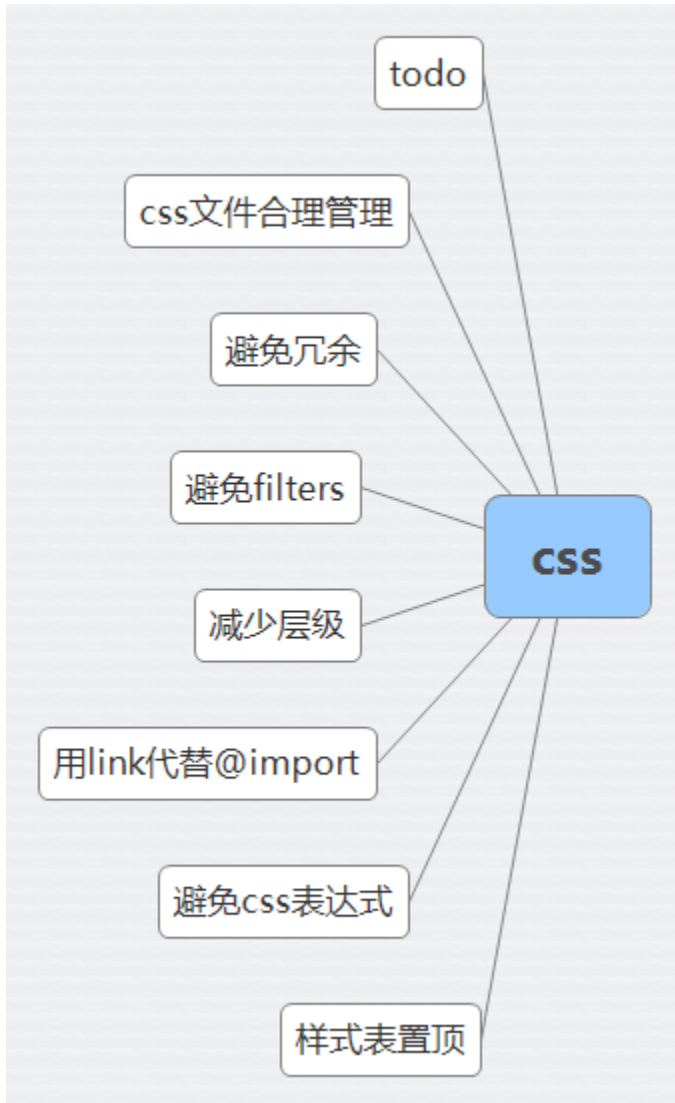 todo
css文件合理管理
避免冗余
避免filters
css
减少层级
用link代替@import
避免css表达式
样式表置顶